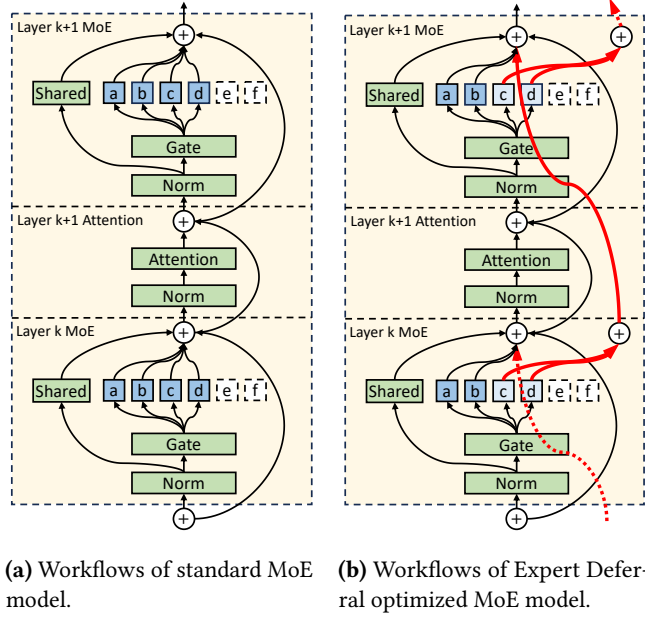 Layer k+1 MoE
+
Shared
a b c d e f
Gate
Norm
Layer k+1 Attention
+
Attention
Norm
Layer k MoE
+
Shared
a b c d e f
Gate
Norm
+
(a) Workflows of standard MoE
model.
Layer k+1 MoE
+ +
Shared
a b c d e f
Gate
Norm
Layer k+1 Attention
+
Attention
Norm
Layer k MoE
+ +
Shared
a b c d e f
Gate
Norm
+
(b) Workflows of Expert Defer-
ral optimized MoE model.